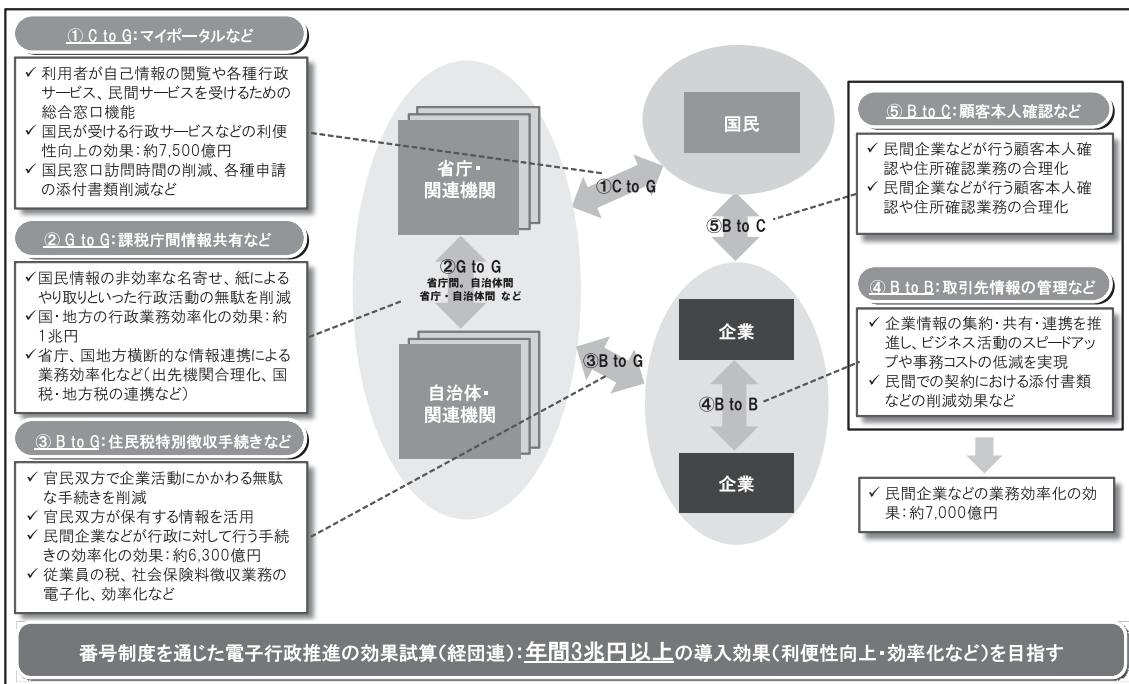 ① C to G:マイポータルなど
✓ 利用者が自己情報の閲覧や各種行政
サービス、民間サービスを受けるための
総合窓口機能
✓ 国民が受ける行政サービスなどの利便
性向上の効果:約7,500億円
✓ 国民窓口訪問時間の削減、各種申請
の添付書類削減など
② G to G:課税庁間情報共有など
✓ 国民情報の非効率な名寄せ、紙による
やり取りといった行政活動の無駄を削減
✓ 国・地方の行政業務効率化の効果:約
1兆円
✓ 省庁、国地方横断的な情報連携による
業務効率化など(出先機関合理化、国
税・地方税の連携など)
③ B to G:住民税特別徴収手続きなど
✓ 官民双方で企業活動にかかわる無駄
な手続きを削減
✓ 官民双方が保有する情報を活用
✓ 民間企業などが行政に対して行う手続
きの効率化の効果:約6,300億円
✓ 従業員の税、社会保険料徴収業務の
電子化、効率化など
省庁・
関連機関
②G to G
省庁間。自治体間
省庁・自治体間 など
自治体・
関連機関
①C to G
③B to G
国民
⑤B to C
企業
④B to B
企業
⑤ B to C:顧客本人確認など
✓ 民間企業などが行う顧客本人確
認や住所確認業務の合理化
✓ 民間企業などが行う顧客本人確
認や住所確認業務の合理化
④ B to B:取引先情報の管理など
✓ 企業情報の集約・共有・連携を推
進し、ビジネス活動のスピードアッ
プや事務コストの低減を実現
✓ 民間での契約における添付書類
などの削減効果など
✓ 民間企業などの業務効率化の効
果:約7,000億円
番号制度を通じた電子行政推進の効果試算(経団連):年間3兆円以上の導入効果(利便性向上・効率化など)を目指す